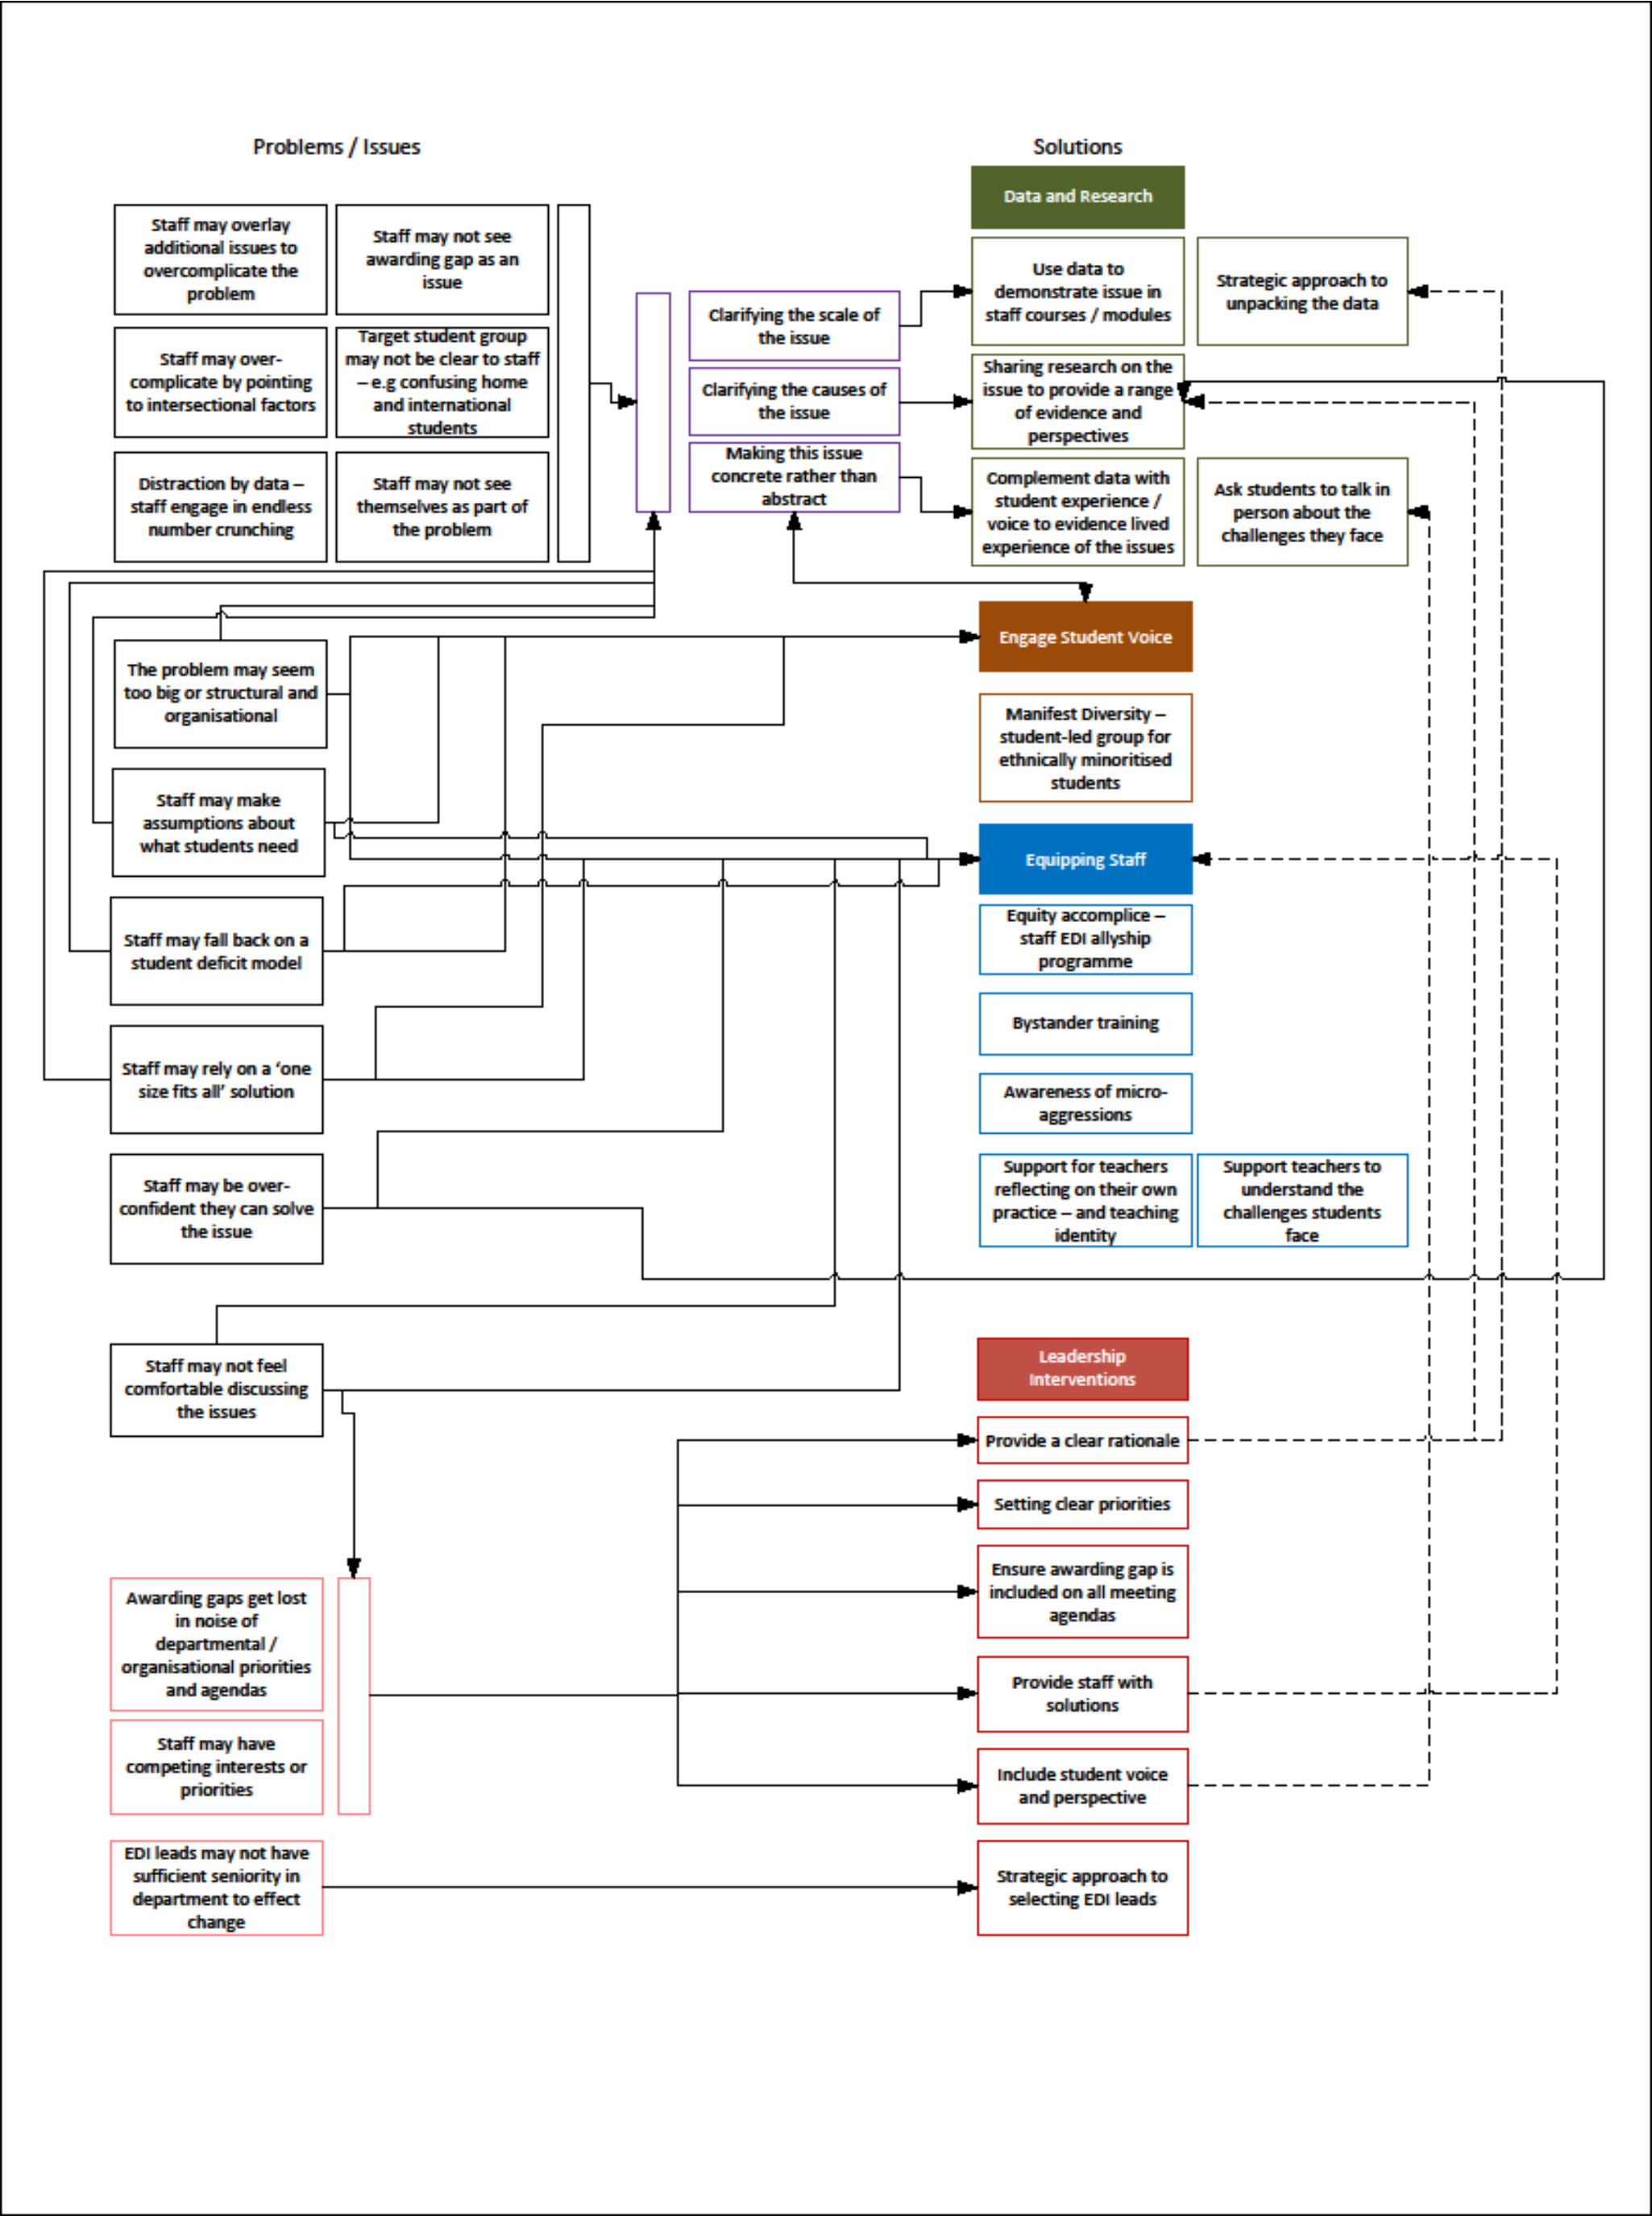 Problems / Issues
Solutions
Data and Research
Staff may overlay
additional issues to
overcomplicate the
problem
Staff may not see
awarding gap as an
issue
Use data to
demonstrate issue in
staff courses / modules
Strategic approach to
unpacking the data
Clarifying the scale of
the issue
Staff may over-
complicate by pointing
to intersectional factors
Target student group
may not be clear to staff
– e.g confusing home
and international
students
Clarifying the causes of
the issue
Sharing research on the
issue to provide a range
of evidence and
perspectives
Making this issue
concrete rather than
abstract
Distraction by data –
staff engage in endless
number crunching
Staff may not see
themselves as part of
the problem
Complement data with
student experience /
voice to evidence lived
experience of the issues
Ask students to talk in
person about the
challenges they face
Engage Student Voice
The problem may seem
too big or structural and
organisational
Manifest Diversity –
student-led group for
ethnically minoritised
students
Staff may make
assumptions about
what students need
Equipping Staff
Staff may fall back on a
student deficit model
Equity accomplice –
staff EDI allyship
programme
Bystander training
Staff may rely on a ‘one
size fits all’ solution
Awareness of micro-
aggressions
Staff may be over-
confident they can solve
the issue
Support for teachers
reflecting on their own
practice – and teaching
identity
Support teachers to
understand the
challenges students
face
Staff may not feel
comfortable discussing
the issues
Leadership
Interventions
Provide a clear rationale
Setting clear priorities
Ensure awarding gap is
included on all meeting
agendas
Awarding gaps get lost
in noise of
departmental /
organisational priorities
and agendas
Provide staff with
solutions
Staff may have
competing interests or
priorities
Include student voice
and perspective
EDI leads may not have
sufficient seniority in
department to effect
change
Strategic approach to
selecting EDI leads